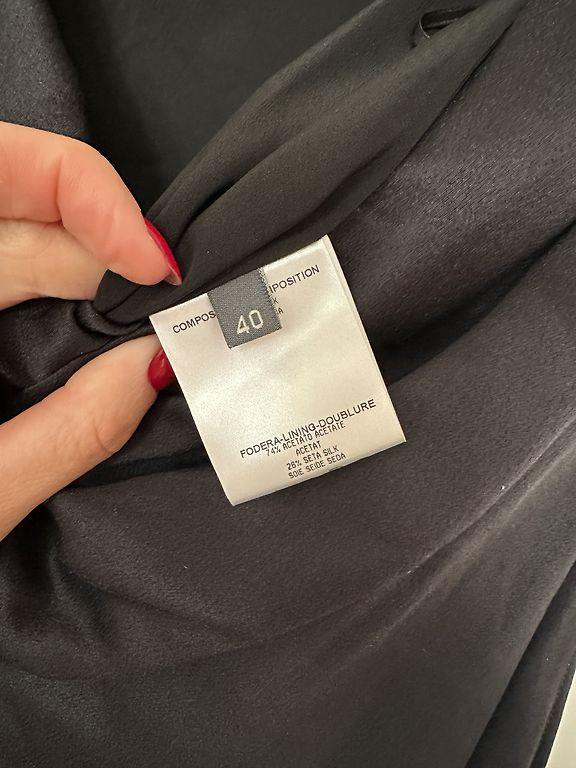 COMPOS POSITION
K
A
40
FODERA-LINING-DOUBLURE
74% ACETATO ACETATE
ACETAT
26% SETA SILK
SOIE SEIDE SEDA